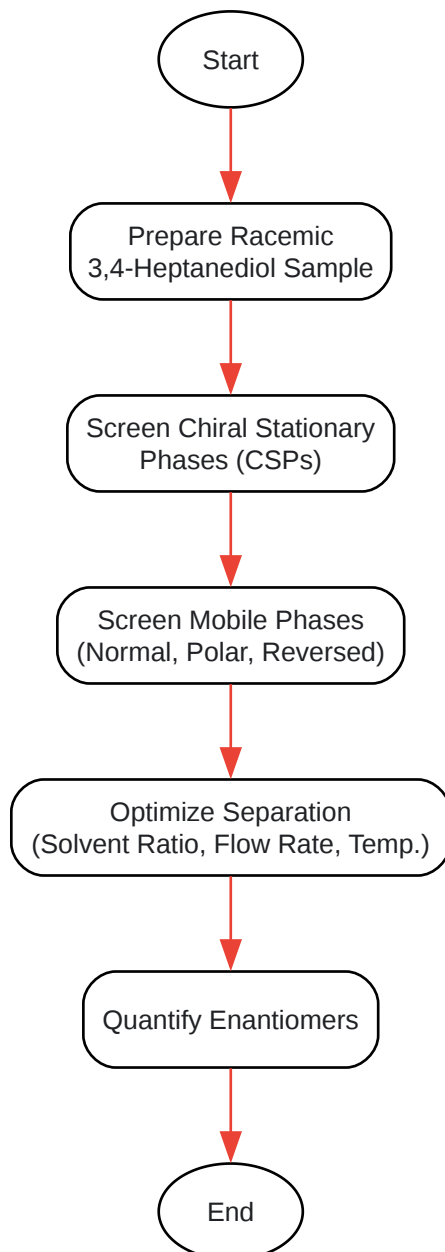 Start
Prepare Racemic
3,4-Heptanediol Sample
Screen Chiral Stationary
Phases (CSPs)
Screen Mobile Phases
(Normal, Polar, Reversed)
Optimize Separation
(Solvent Ratio, Flow Rate, Temp.)
Quantify Enantiomers
End